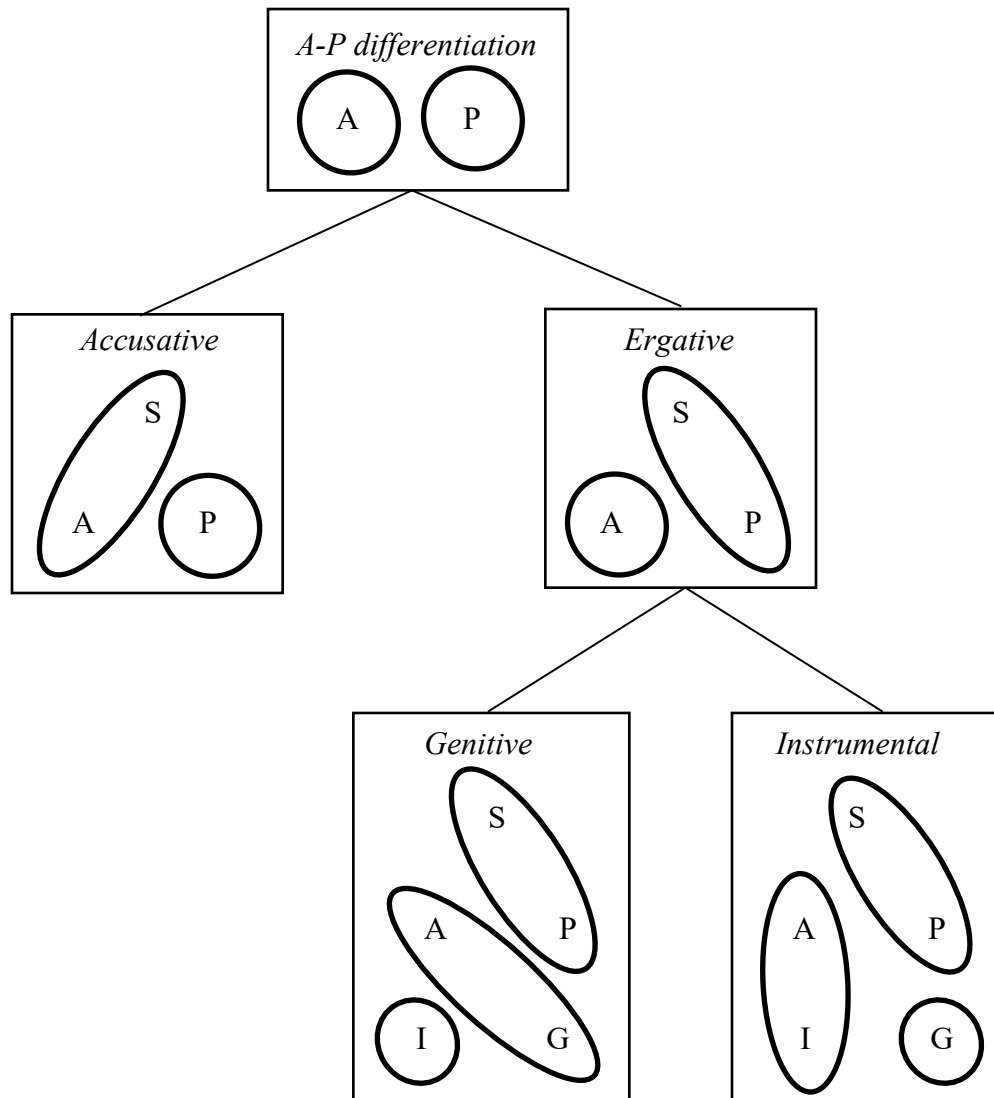 A-P differentiation
A P
Accusative
S
A P
Ergative
S
A P
Genitive
S
A P
I G
Instrumental
S
A P
I G